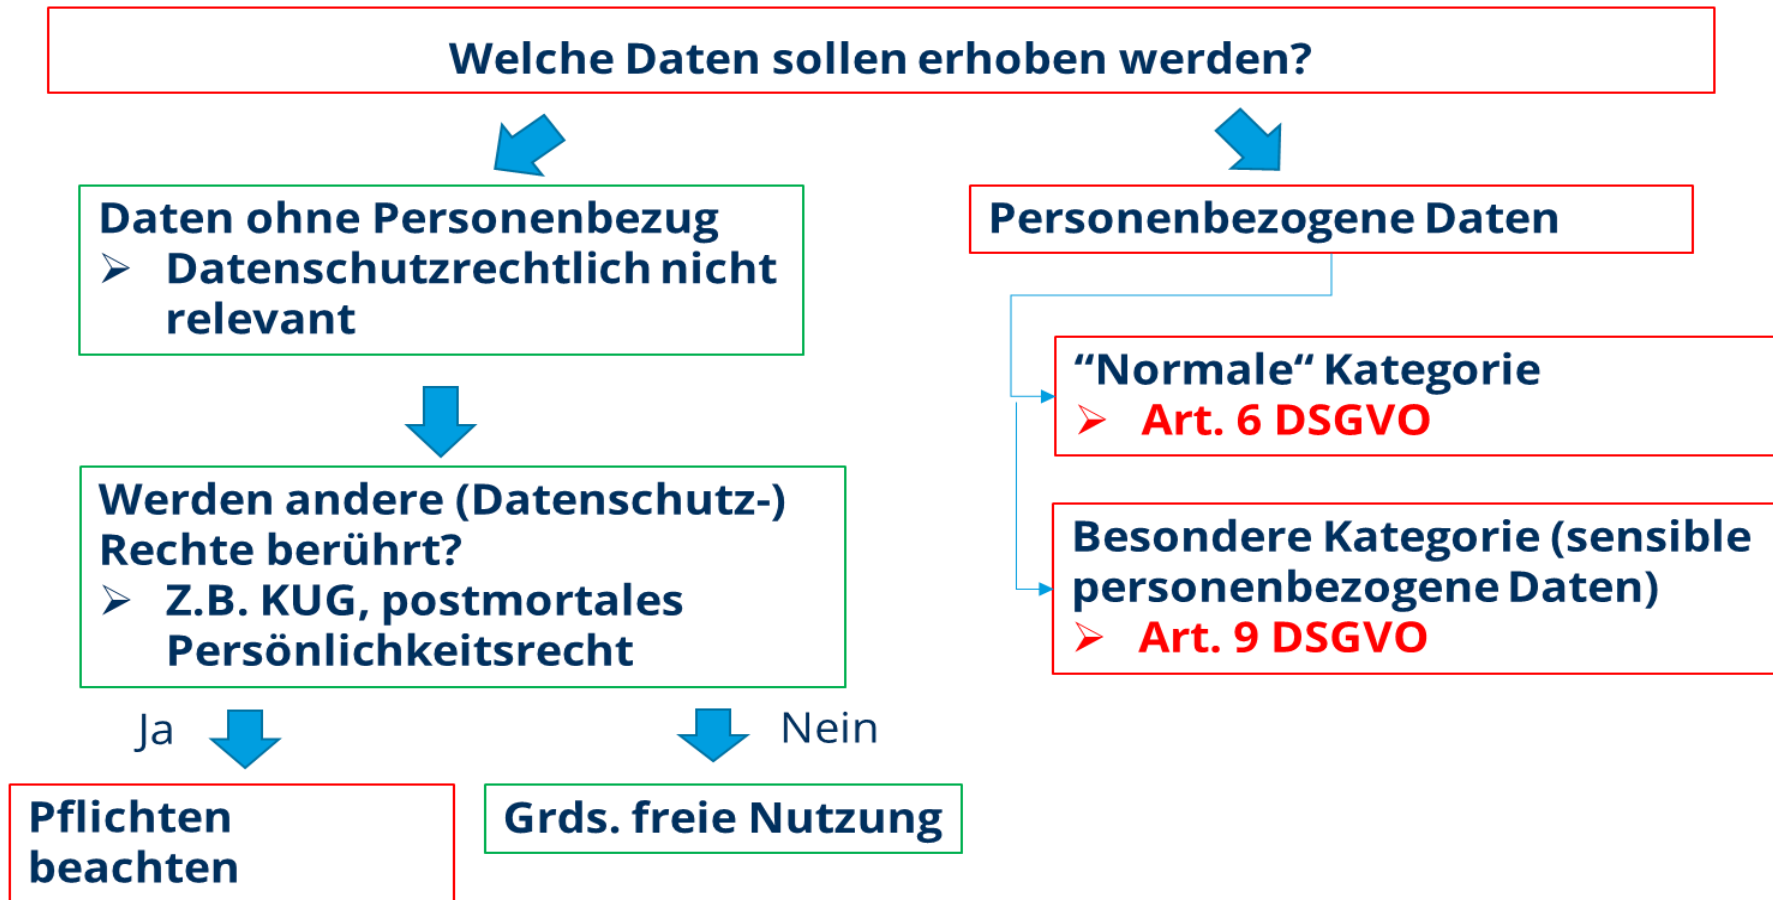 Welche Daten sollen erhoben werden?
Daten ohne Personenbezug
➢ Datenschutzrechtlich nicht
relevant
Personenbezogene Daten
“Normale“ Kategorie
➢ Art. 6 DSGVO
Werden andere (Datenschutz-)
Rechte berührt?
➢ Z.B. KUG, postmortales
Persönlichkeitsrecht
Besondere Kategorie (sensible
personenbezogene Daten)
➢ Art. 9 DSGVO
Ja
Nein
Pflichten
beachten
Grds. freie Nutzung